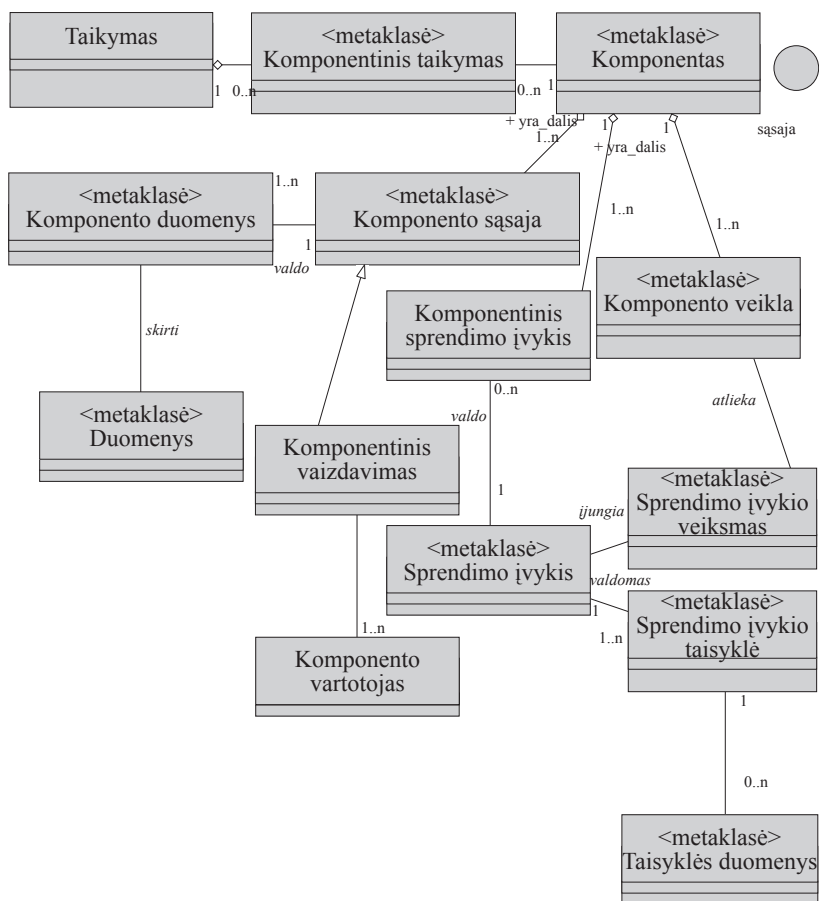 Taikymas
<metaklasė>
Komponentinis taikymas
<metaklasė>
Komponentas
1
0..n
0..n
1
sąsaja
+ yra_dalis
1..n
1
+ yra_dalis
1
<metaklasė>
Komponento duomenys
1..n
1
valdo
<metaklasė>
Komponento sąsaja
1..n
1..n
<metaklasė>
Komponento veikla
Komponentinis
sprendimo įvykis
skirti
0..n
valdo
1
atlieka
<metaklasė>
Duomenys
Komponentinis
vaizdavimas
<metaklasė>
Sprendimo įvykio
veiksmas
įjungia
<metaklasė>
Sprendimo įvykis
valdomas
1
1..n
<metaklasė>
Sprendimo įvykio
taisyklė
1..n
Komponento
vartotojas
1
0..n
<metaklasė>
Taisyklės duomenys